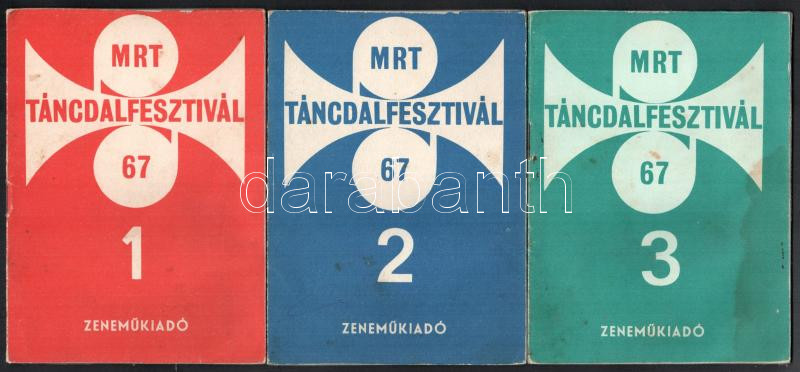 MRT
TÁNCDALFESZTIVÁL
67
1
ZENEMŰKIADÓ
MRT
TÁNCDALFESZTIVÁL
67
2
ZENEMŰKIADÓ
MRT
TÁNCDALFESZTIVÁL
67
3
ZENEMŰKIADÓ
darabanth